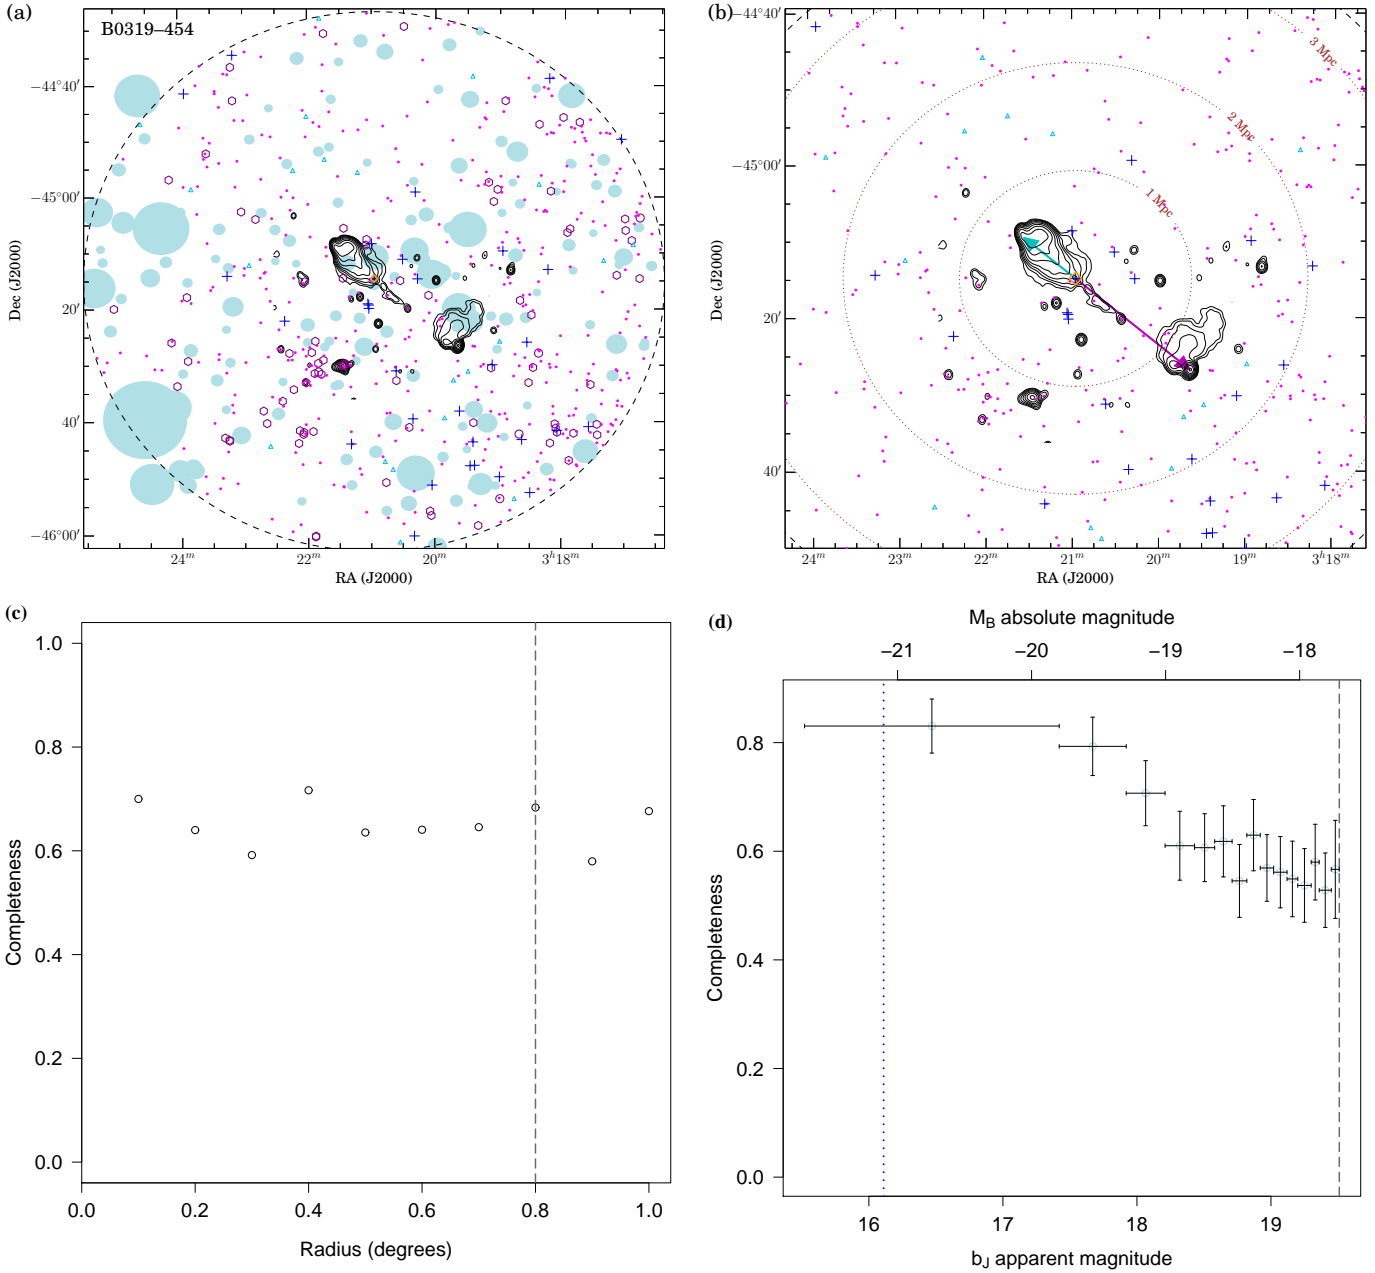 (a)
B0319–454
−44°40′
−45°00′
20′
40′
−46°00′
Dec (J2000)
24ᵐ
22ᵐ
20ᵐ
3ʰ18ᵐ
RA (J2000)
(b)
−44°40′
−45°00′
20′
40′
Dec (J2000)
1 Mpc
2 Mpc
3 Mpc
24ᵐ
23ᵐ
22ᵐ
21ᵐ
20ᵐ
19ᵐ
3ʰ18ᵐ
RA (J2000)
(c)
1.0
0.8
0.6
0.4
0.2
0.0
Completeness
0.0
0.2
0.4
0.6
0.8
1.0
Radius (degrees)
(d)
M_B absolute magnitude
−21
−20
−19
−18
0.8
0.6
0.4
0.2
0.0
Completeness
16
17
18
19
b_J apparent magnitude